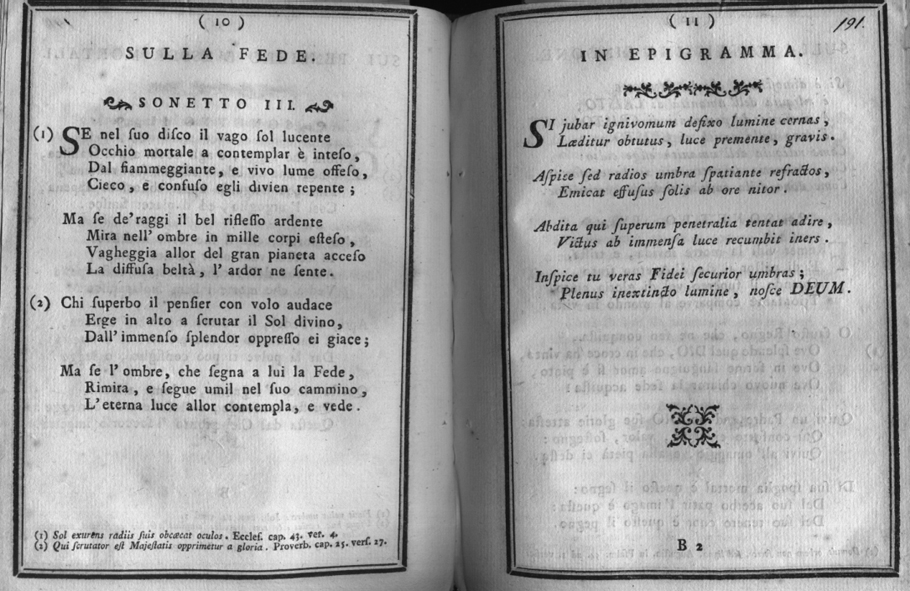 ( 10 )
SULLA FEDE.
SONETTO III.
(1) SE nel ſuo diſco il vago ſol lucente
Occhio mortale a contemplar è inteſo,
Dal fiammeggiante, e vivo lume offeſo,
Cieco, e confuſo egli divien repente;
Ma ſe de'raggi il bel rifleſſo ardente
Mira nell' ombre in mille corpi eſteſo,
Vagheggia allor del gran pianeta acceſo
La diffuſa beltà, l' ardor ne ſente.
(2) Chi ſuperbo il penſier con volo audace
Erge in alto a ſcrutar il Sol divino,
Dall'immenſo ſplendor oppreſſo ei giace;
Ma ſe l' ombre, che ſegna a lui la Fede,
Rimira, e ſegue umil nel ſuo cammino,
L'eterna luce allor contempla, e vede.
(1) Sol exurens radiis ſuis obcæcat oculos. Eccleſ. cap. 43. ver. 4.
(2) Qui ſcrutator eſt Majeſtatis opprimetur a gloria. Proverb. cap. 25. verſ. 27.
( 11 )
191.
IN EPIGRAMMA.
SI jubar ignivomum defixo lumine cernas,
Læditur obtutus, luce premente, gravis.
Aſpice ſed radios umbra ſpatiante refractos,
Emicat effuſus ſolis ab ore nitor.
Abdita qui ſuperum penetralia tentat adire,
Victus ab immenſa luce recumbit iners.
Inſpice tu veras Fidei ſecurior umbras;
Plenus inextincto lumine, noſce DEUM.
B 2